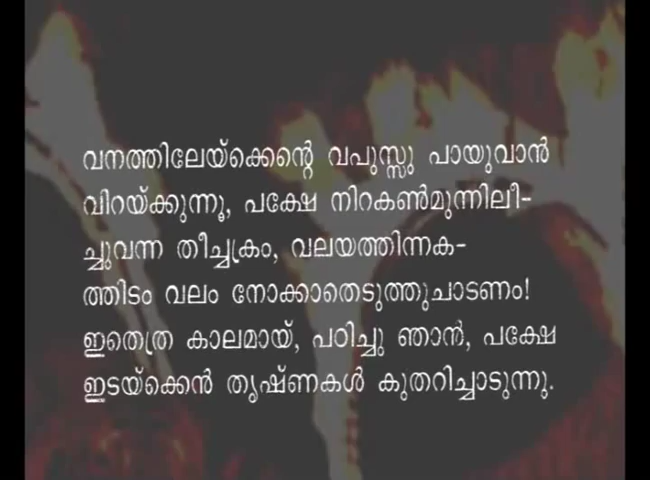 വനത്തിലേയ്ക്കെന്റെ വപുസ്സു പായുവാൻ
വിറയ്ക്കുന്നൂ, പക്ഷേ നിറകൺമുന്നിലീ-
ച്ചുവന്ന തീച്ചക്രം, വലയത്തിന്നക-
ത്തിടം വലം നോക്കാതെടുത്തുചാടണം!
ഇതെത്ര കാലമായ്, പഠിച്ചു ഞാൻ, പക്ഷേ
ഇടയ്ക്കെൻ തൃഷ്ണകൾ കുതറിച്ചാടുന്നു.